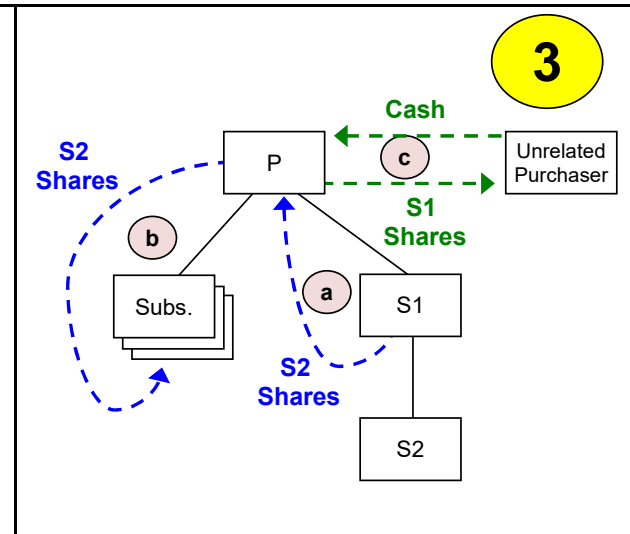 3
Cash
S2
Shares
P
c
Unrelated
Purchaser
S1
Shares
b
a
Subs.
S1
S2
Shares
S2